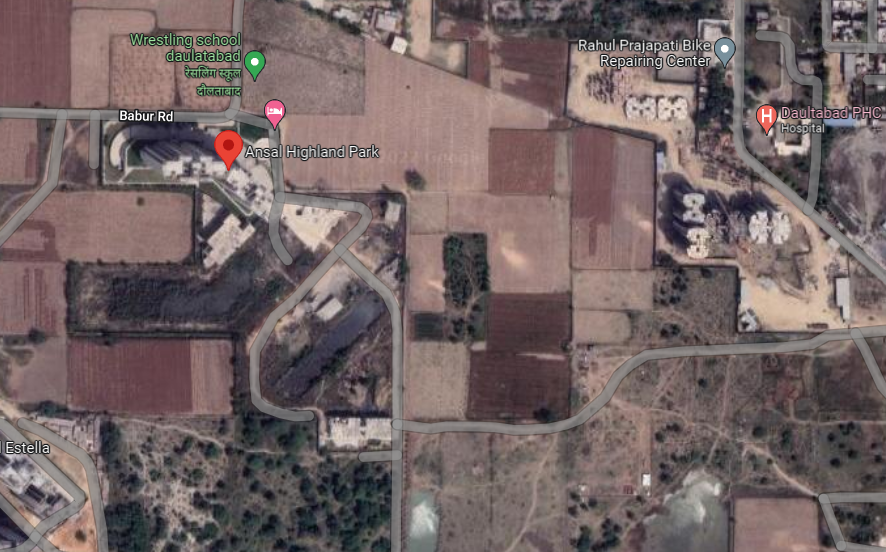 Wrestling school
daulatabad
रेसलिंग स्कूल
दौलताबाद
Rahul Prajapati Bike
Repairing Center
Babur Rd
Daultabad PHC
Hospital
H
Ansal Highland Park
Estella